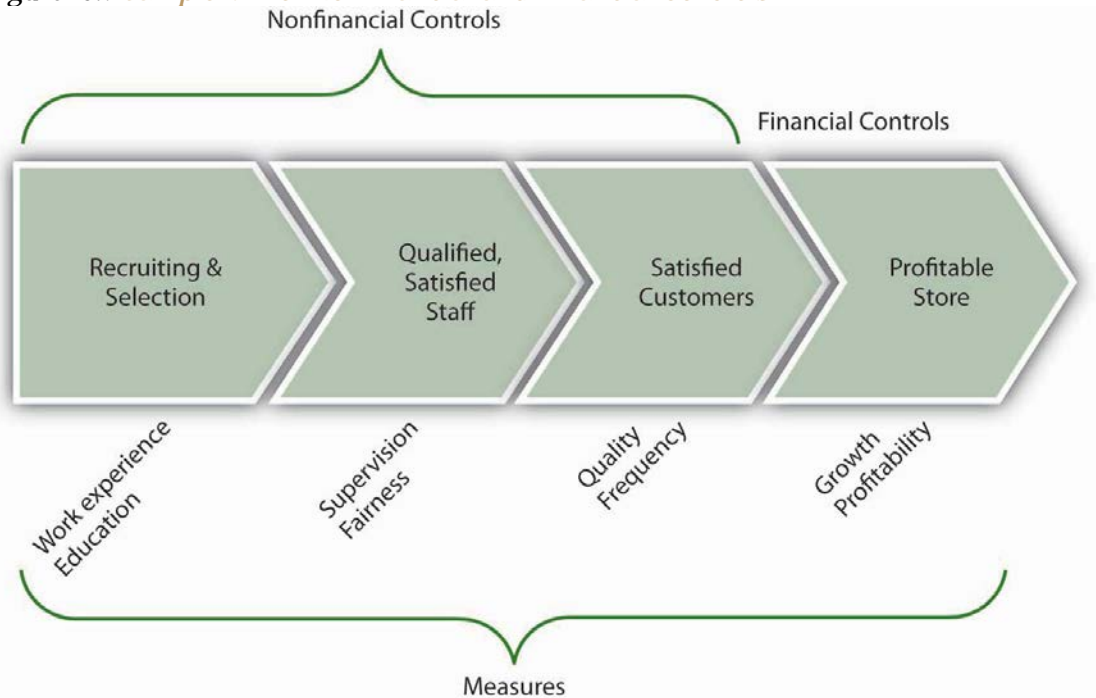 Nonfinancial Controls
Financial Controls
Recruiting &
Selection
Qualified,
Satisfied
Staff
Satisfied
Customers
Profitable
Store
Work experience
Education
Supervision
Fairness
Quality
Frequency
Growth
Profitability
Measures